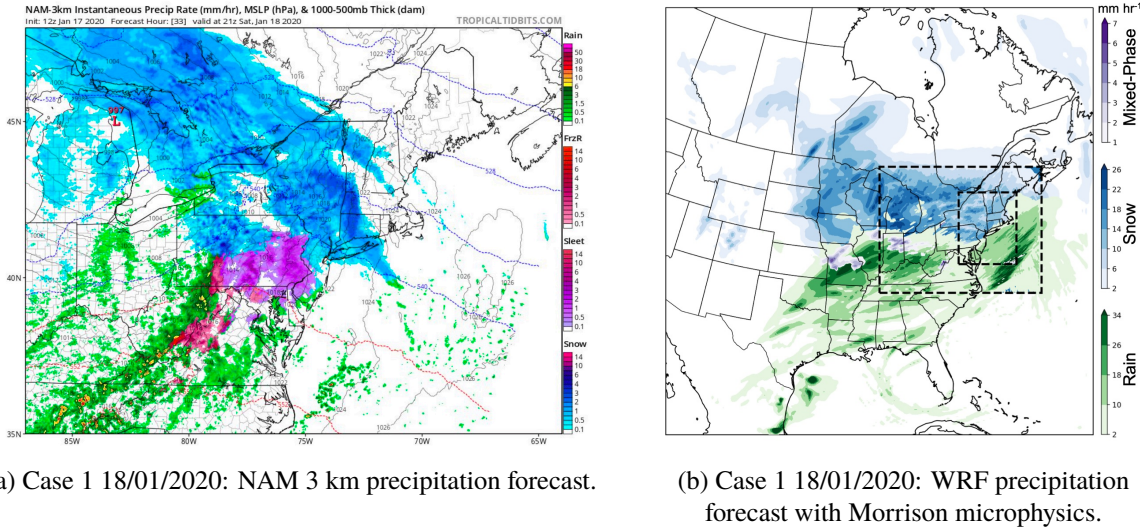 NAM-3km Instantaneous Precip Rate (mm/hr), MSLP (hPa), & 1000-500mb Thick (dam)
Init: 12z Jan 17 2020 Forecast Hour: [33] valid at 21z Sat, Jan 18 2020
TROPICALTIDBITS.COM
45N
40N
35N
85W
80W
75W
70W
65W
997
L
Rain
50
30
18
10
6
3
1.5
0.5
0.1
FrzR
14
10
6
4
3
2
1
0.5
0.1
Sleet
14
10
6
4
3
2
1
0.5
0.1
Snow
14
10
6
4
3
2
1
0.5
0.1
mm hr⁻¹
7
6
5
4
3
2
1
Mixed-Phase
26
22
18
14
10
6
2
Snow
34
26
18
10
2
Rain
a) Case 1 18/01/2020: NAM 3 km precipitation forecast.
(b) Case 1 18/01/2020: WRF precipitation
forecast with Morrison microphysics.